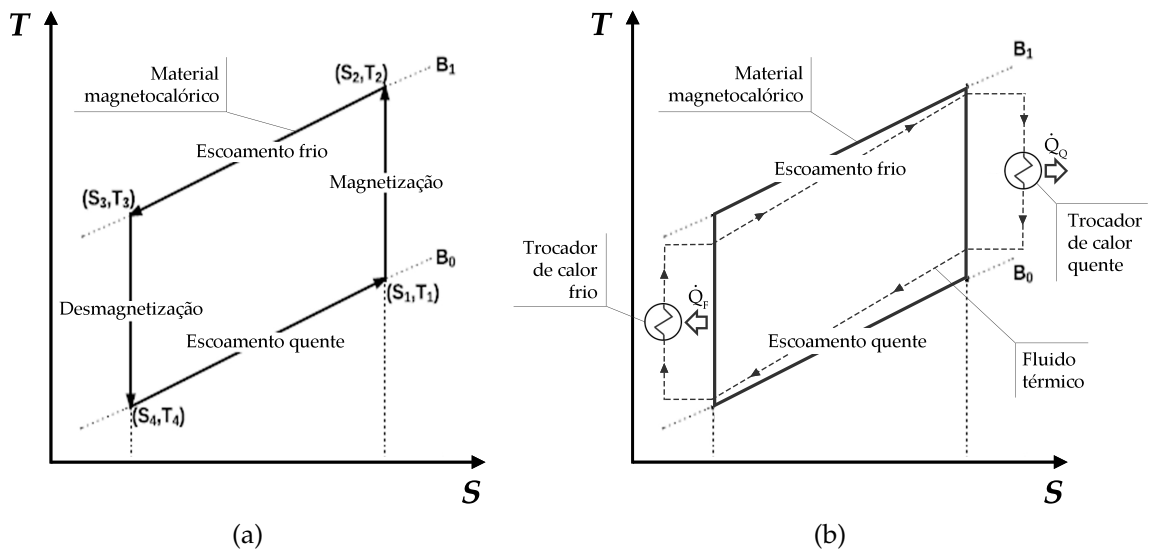 T
B₁
(S₂,T₂)
Material
magnetocalórico
Escoamento frio
Magnetização
(S₃,T₃)
B₀
(S₁,T₁)
Desmagnetização
Escoamento quente
(S₄,T₄)
S
(a)
T
B₁
Material
magnetocalórico
Q̇Q
Escoamento frio
Trocador
de calor
quente
Trocador
de calor
frio
B₀
Q̇F
Escoamento quente
Fluido
térmico
S
(b)